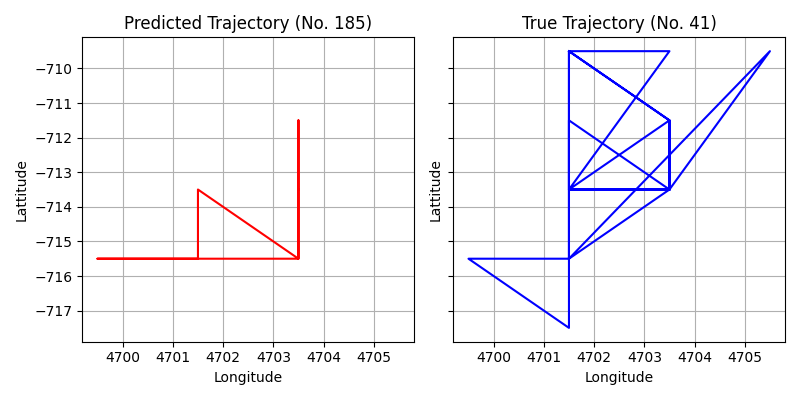 Predicted Trajectory (No. 185)
True Trajectory (No. 41)
Lattitude
−710
−711
−712
−713
−714
−715
−716
−717
4700 4701 4702 4703 4704 4705
Longitude
Lattitude
4700 4701 4702 4703 4704 4705
Longitude